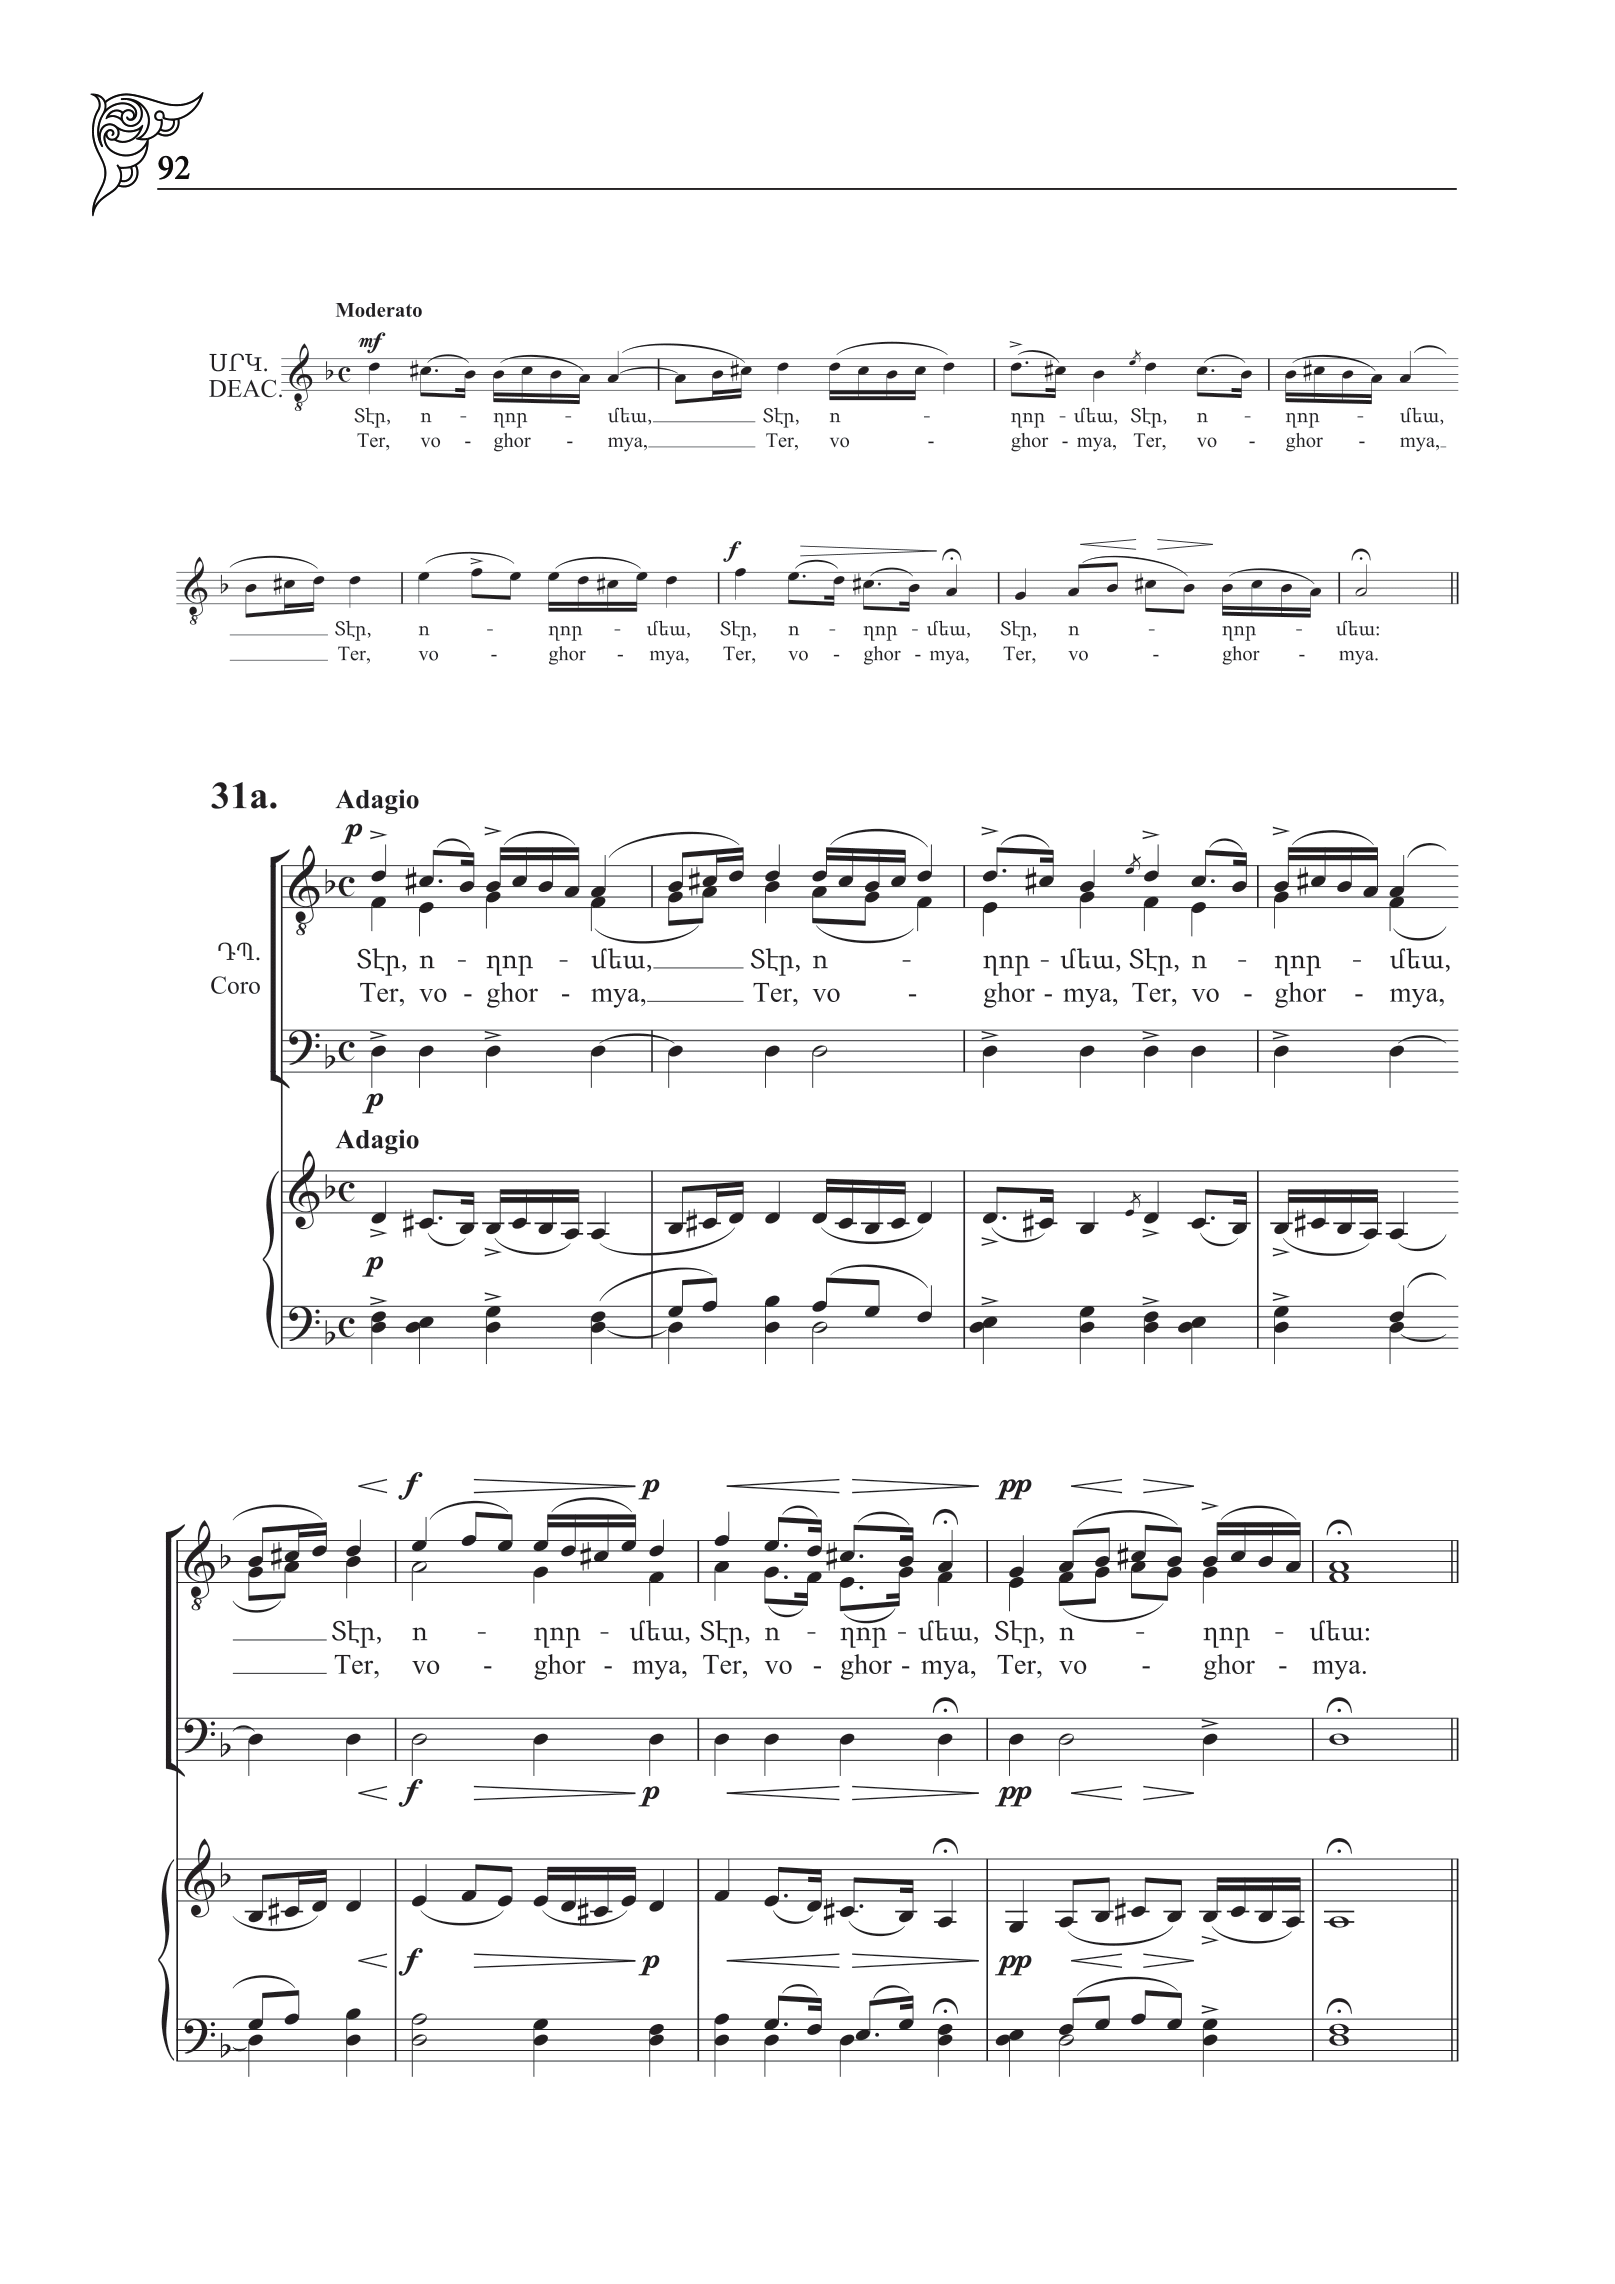 92
Moderato
mf
ՍՐԿ.
DEAC.
Տէր, ո - ղոր - մեա, Տէր, ո - ղոր - մեա, Տէր, ո - ղոր - մեա,
Ter, vo - ghor - mya, Ter, vo - ghor - mya, Ter, vo - ghor - mya,
f
Տէր, ո - ղոր - մեա, Տէր, ո - ղոր - մեա, Տէր, ո - ղոր - մեա:
Ter, vo - ghor - mya, Ter, vo - ghor - mya, Ter, vo - ghor - mya.
31a. Adagio
p
ԴՊ.
Coro
Տէր, ո - ղոր - մեա, Տէր, ո - ղոր - մեա, Տէր, ո - ղոր - մեա,
Ter, vo - ghor - mya, Ter, vo - ghor - mya, Ter, vo - ghor - mya,
p
Adagio
p
f p pp
Տէր, ո - ղոր - մեա, Տէր, ո - ղոր - մեա, Տէր, ո - ղոր - մեա:
Ter, vo - ghor - mya, Ter, vo - ghor - mya, Ter, vo - ghor - mya.
f p pp
f p pp